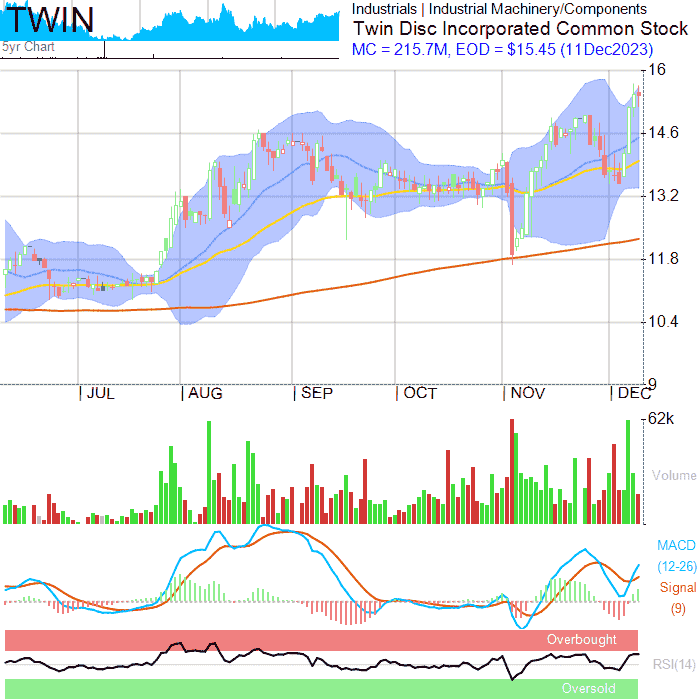 TWIN
5yr Chart
Industrials | Industrial Machinery/Components
Twin Disc Incorporated Common Stock
MC = 215.7M, EOD = $15.45 (11Dec2023)
16
14.6
13.2
11.8
10.4
9
JUL AUG SEP OCT NOV DEC
62k
Volume
MACD
(12-26)
Signal
(9)
Overbought
RSI(14)
Oversold